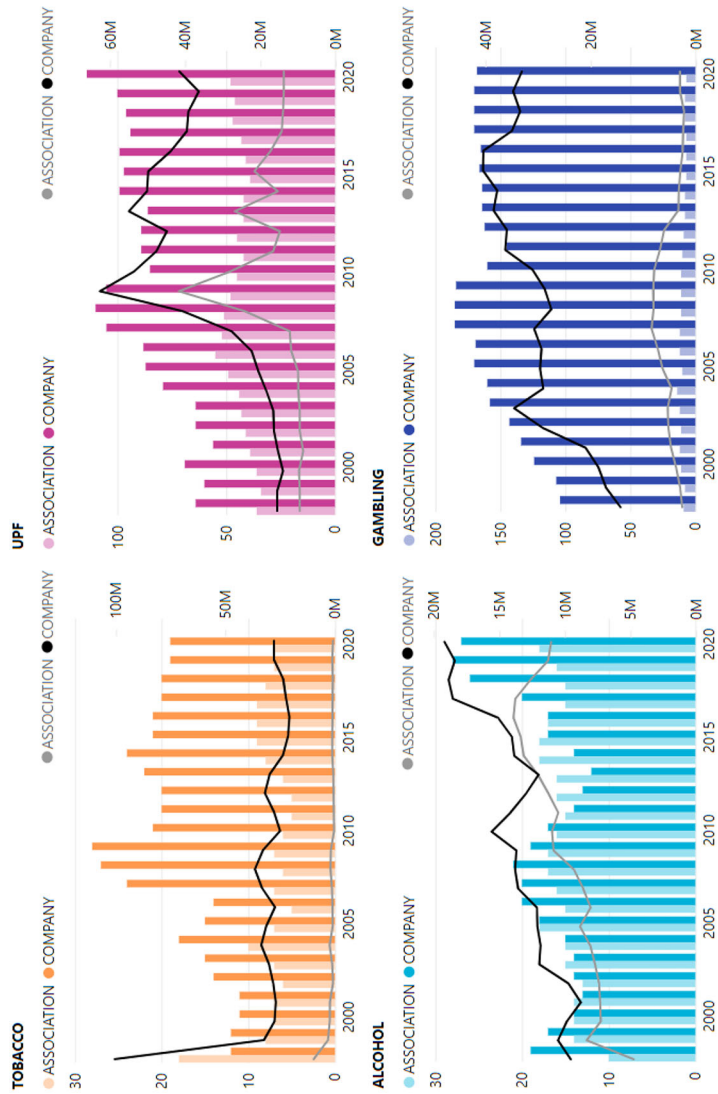 TOBACCO
ASSOCIATION COMPANY ASSOCIATION COMPANY
30
20
10
0
100M
50M
0M
2000 2005 2010 2015 2020
UPF
ASSOCIATION COMPANY ASSOCIATION COMPANY
100
50
0
60M
40M
20M
0M
2000 2005 2010 2015 2020
ALCOHOL
ASSOCIATION COMPANY ASSOCIATION COMPANY
30
20
10
0
20M
15M
10M
5M
0M
2000 2005 2010 2015 2020
GAMBLING
ASSOCIATION COMPANY ASSOCIATION COMPANY
200
150
100
50
0
40M
20M
0M
2000 2005 2010 2015 2020